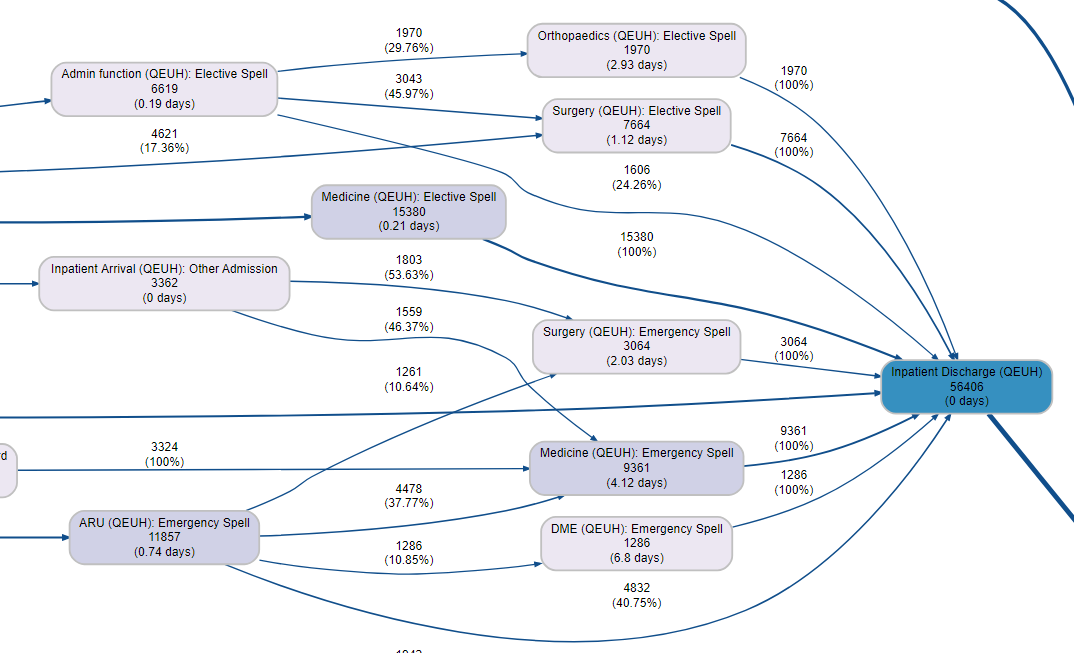 1970
(29.76%)
Orthopaedics (QEUH): Elective Spell
1970
(2.93 days)
Admin function (QEUH): Elective Spell
6619
(0.19 days)
3043
(45.97%)
1970
(100%)
Surgery (QEUH): Elective Spell
7664
(1.12 days)
4621
(17.36%)
7664
(100%)
1606
(24.26%)
Medicine (QEUH): Elective Spell
15380
(0.21 days)
15380
(100%)
Inpatient Arrival (QEUH): Other Admission
3362
(0 days)
1803
(53.63%)
1559
(46.37%)
Surgery (QEUH): Emergency Spell
3064
(2.03 days)
3064
(100%)
1261
(10.64%)
Inpatient Discharge (QEUH)
56406
(0 days)
3324
(100%)
rd
Medicine (QEUH): Emergency Spell
9361
(4.12 days)
9361
(100%)
1286
(100%)
4478
(37.77%)
ARU (QEUH): Emergency Spell
11857
(0.74 days)
DME (QEUH): Emergency Spell
1286
(6.8 days)
1286
(10.85%)
4832
(40.75%)